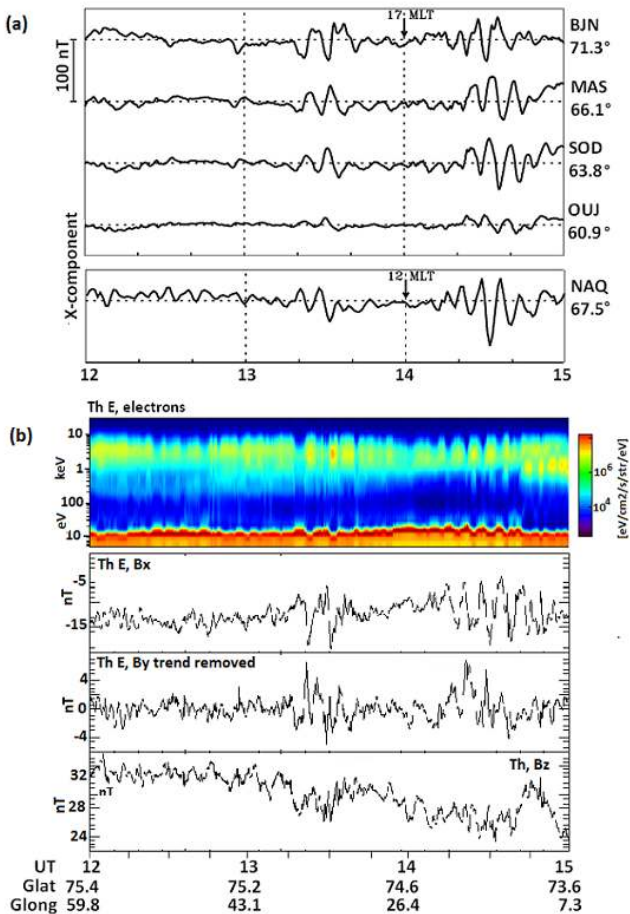 (a)
17 MLT
BJN
71.3°
100 nT
MAS
66.1°
SOD
63.8°
OUJ
60.9°
X-component
12 MLT
NAQ
67.5°
12 13 14 15
Th E, electrons
(b)
10
keV
1
100
eV
10
10⁶
10⁴
[eV/cm2/s/str/eV]
Th E, Bx
-5
nT
-15
Th E, By trend removed
4
nT
0
4
Th, Bz
32
nT
nT
28
24
UT 12 13 14 15
Glat 75.4 75.2 74.6 73.6
Glong 59.8 43.1 26.4 7.3